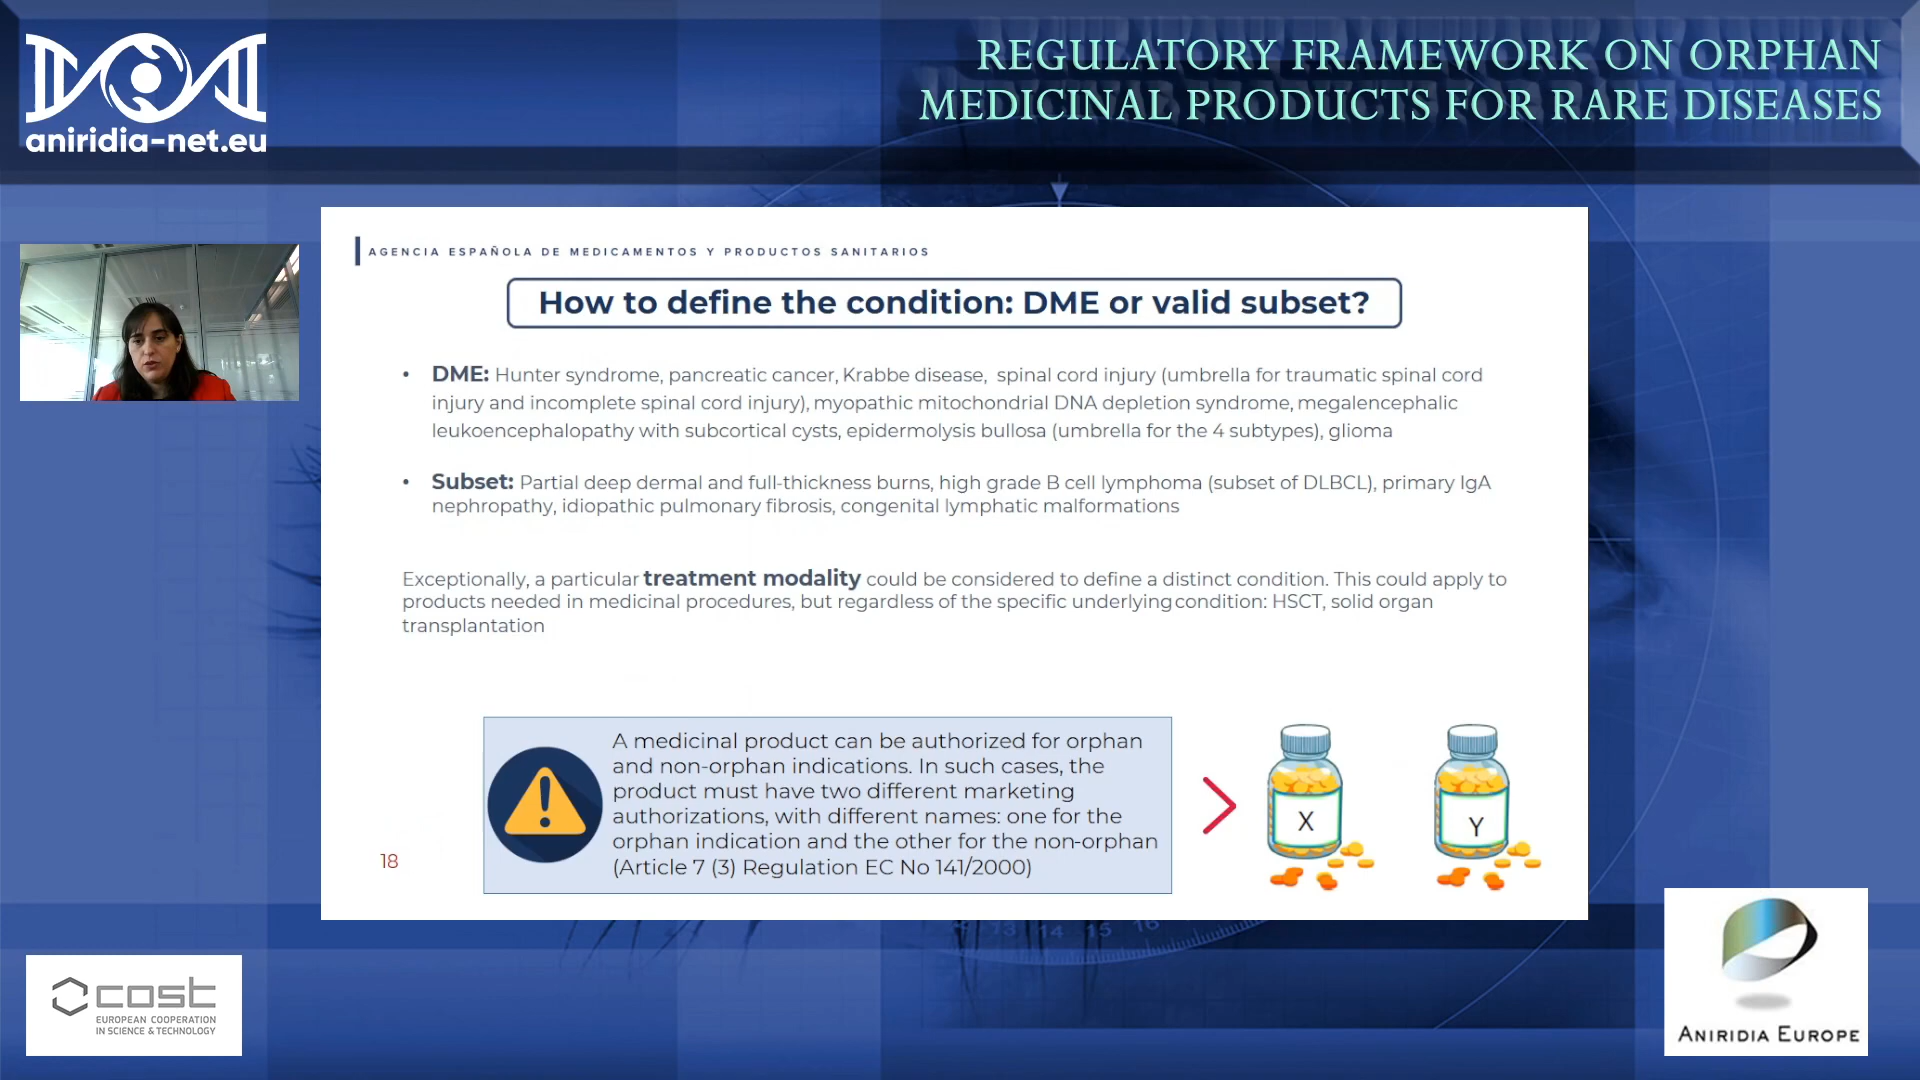 aniridia-net.eu
REGULATORY FRAMEWORK ON ORPHAN
MEDICINAL PRODUCTS FOR RARE DISEASES
AGENCIA ESPAÑOLA DE MEDICAMENTOS Y PRODUCTOS SANITARIOS
How to define the condition: DME or valid subset?
• DME: Hunter syndrome, pancreatic cancer, Krabbe disease, spinal cord injury (umbrella for traumatic spinal cord
injury and incomplete spinal cord injury), myopathic mitochondrial DNA depletion syndrome, megalencephalic
leukoencephalopathy with subcortical cysts, epidermolysis bullosa (umbrella for the 4 subtypes), glioma
• Subset: Partial deep dermal and full-thickness burns, high grade B cell lymphoma (subset of DLBCL), primary IgA
nephropathy, idiopathic pulmonary fibrosis, congenital lymphatic malformations
Exceptionally, a particular treatment modality could be considered to define a distinct condition. This could apply to
products needed in medicinal procedures, but regardless of the specific underlying condition: HSCT, solid organ
transplantation
A medicinal product can be authorized for orphan
and non-orphan indications. In such cases, the
product must have two different marketing
authorizations, with different names: one for the
orphan indication and the other for the non-orphan
(Article 7 (3) Regulation EC No 141/2000)
X
Y
18
13 14 15 16
cost
EUROPEAN COOPERATION
IN SCIENCE & TECHNOLOGY
ANIRIDIA EUROPE